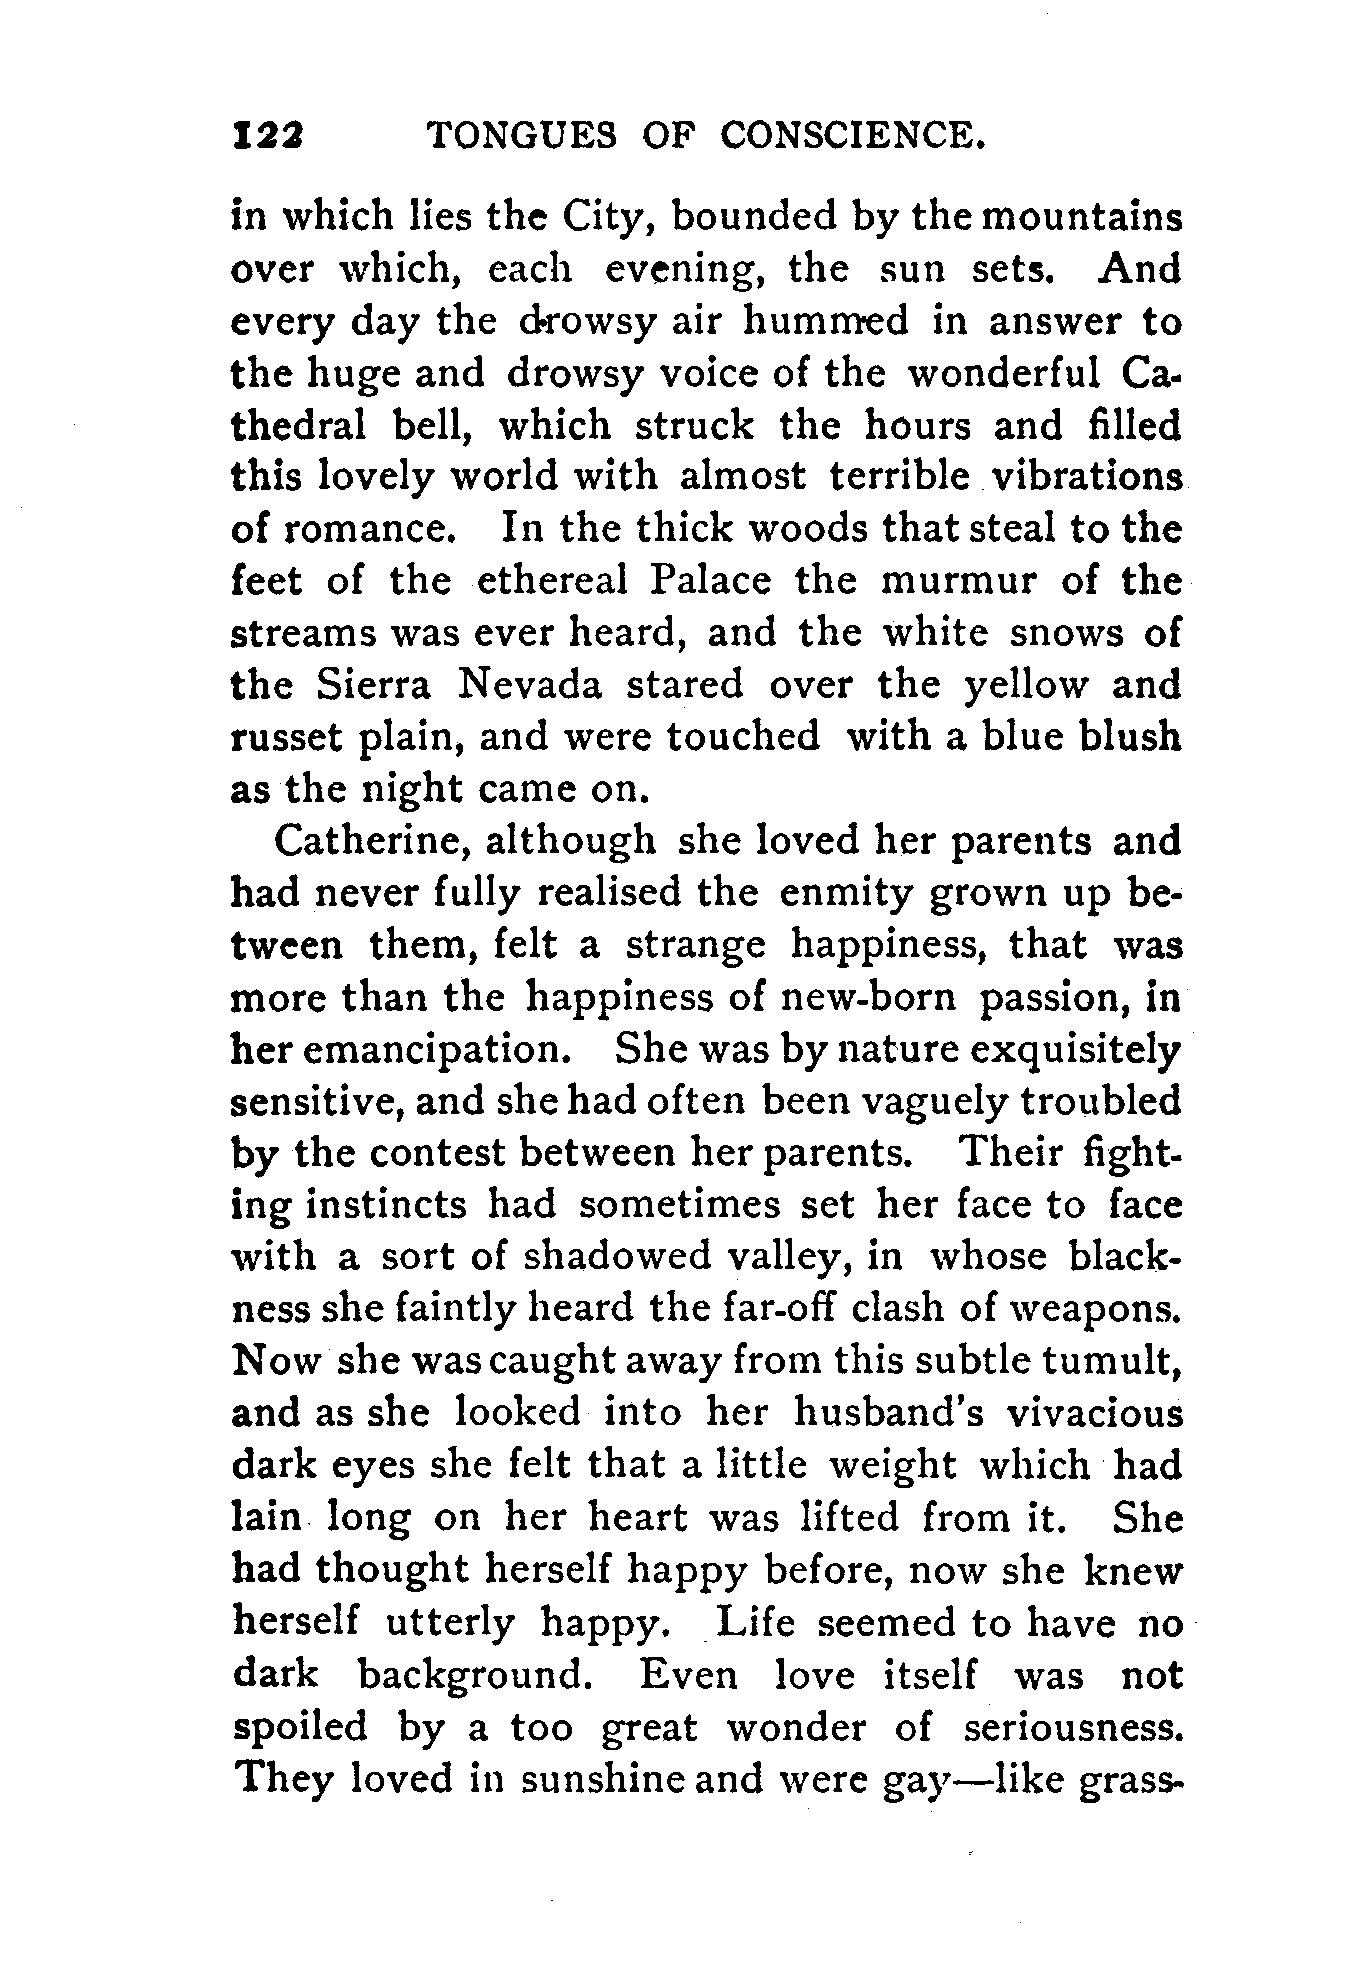 122 TONGUES OF CONSCIENCE.
in which lies the City, bounded by the mountains
over which, each evening, the sun sets. And
every day the drowsy air hummed in answer to
the huge and drowsy voice of the wonderful Ca-
thedral bell, which struck the hours and filled
this lovely world with almost terrible vibrations
of romance. In the thick woods that steal to the
feet of the ethereal Palace the murmur of the
streams was ever heard, and the white snows of
the Sierra Nevada stared over the yellow and
russet plain, and were touched with a blue blush
as the night came on.
Catherine, although she loved her parents and
had never fully realised the enmity grown up be-
tween them, felt a strange happiness, that was
more than the happiness of new-born passion, in
her emancipation. She was by nature exquisitely
sensitive, and she had often been vaguely troubled
by the contest between her parents. Their fight-
ing instincts had sometimes set her face to face
with a sort of shadowed valley, in whose black-
ness she faintly heard the far-off clash of weapons.
Now she was caught away from this subtle tumult,
and as she looked into her husband's vivacious
dark eyes she felt that a little weight which had
lain long on her heart was lifted from it. She
had thought herself happy before, now she knew
herself utterly happy. Life seemed to have no
dark background. Even love itself was not
spoiled by a too great wonder of seriousness.
They loved in sunshine and were gay—like grass-